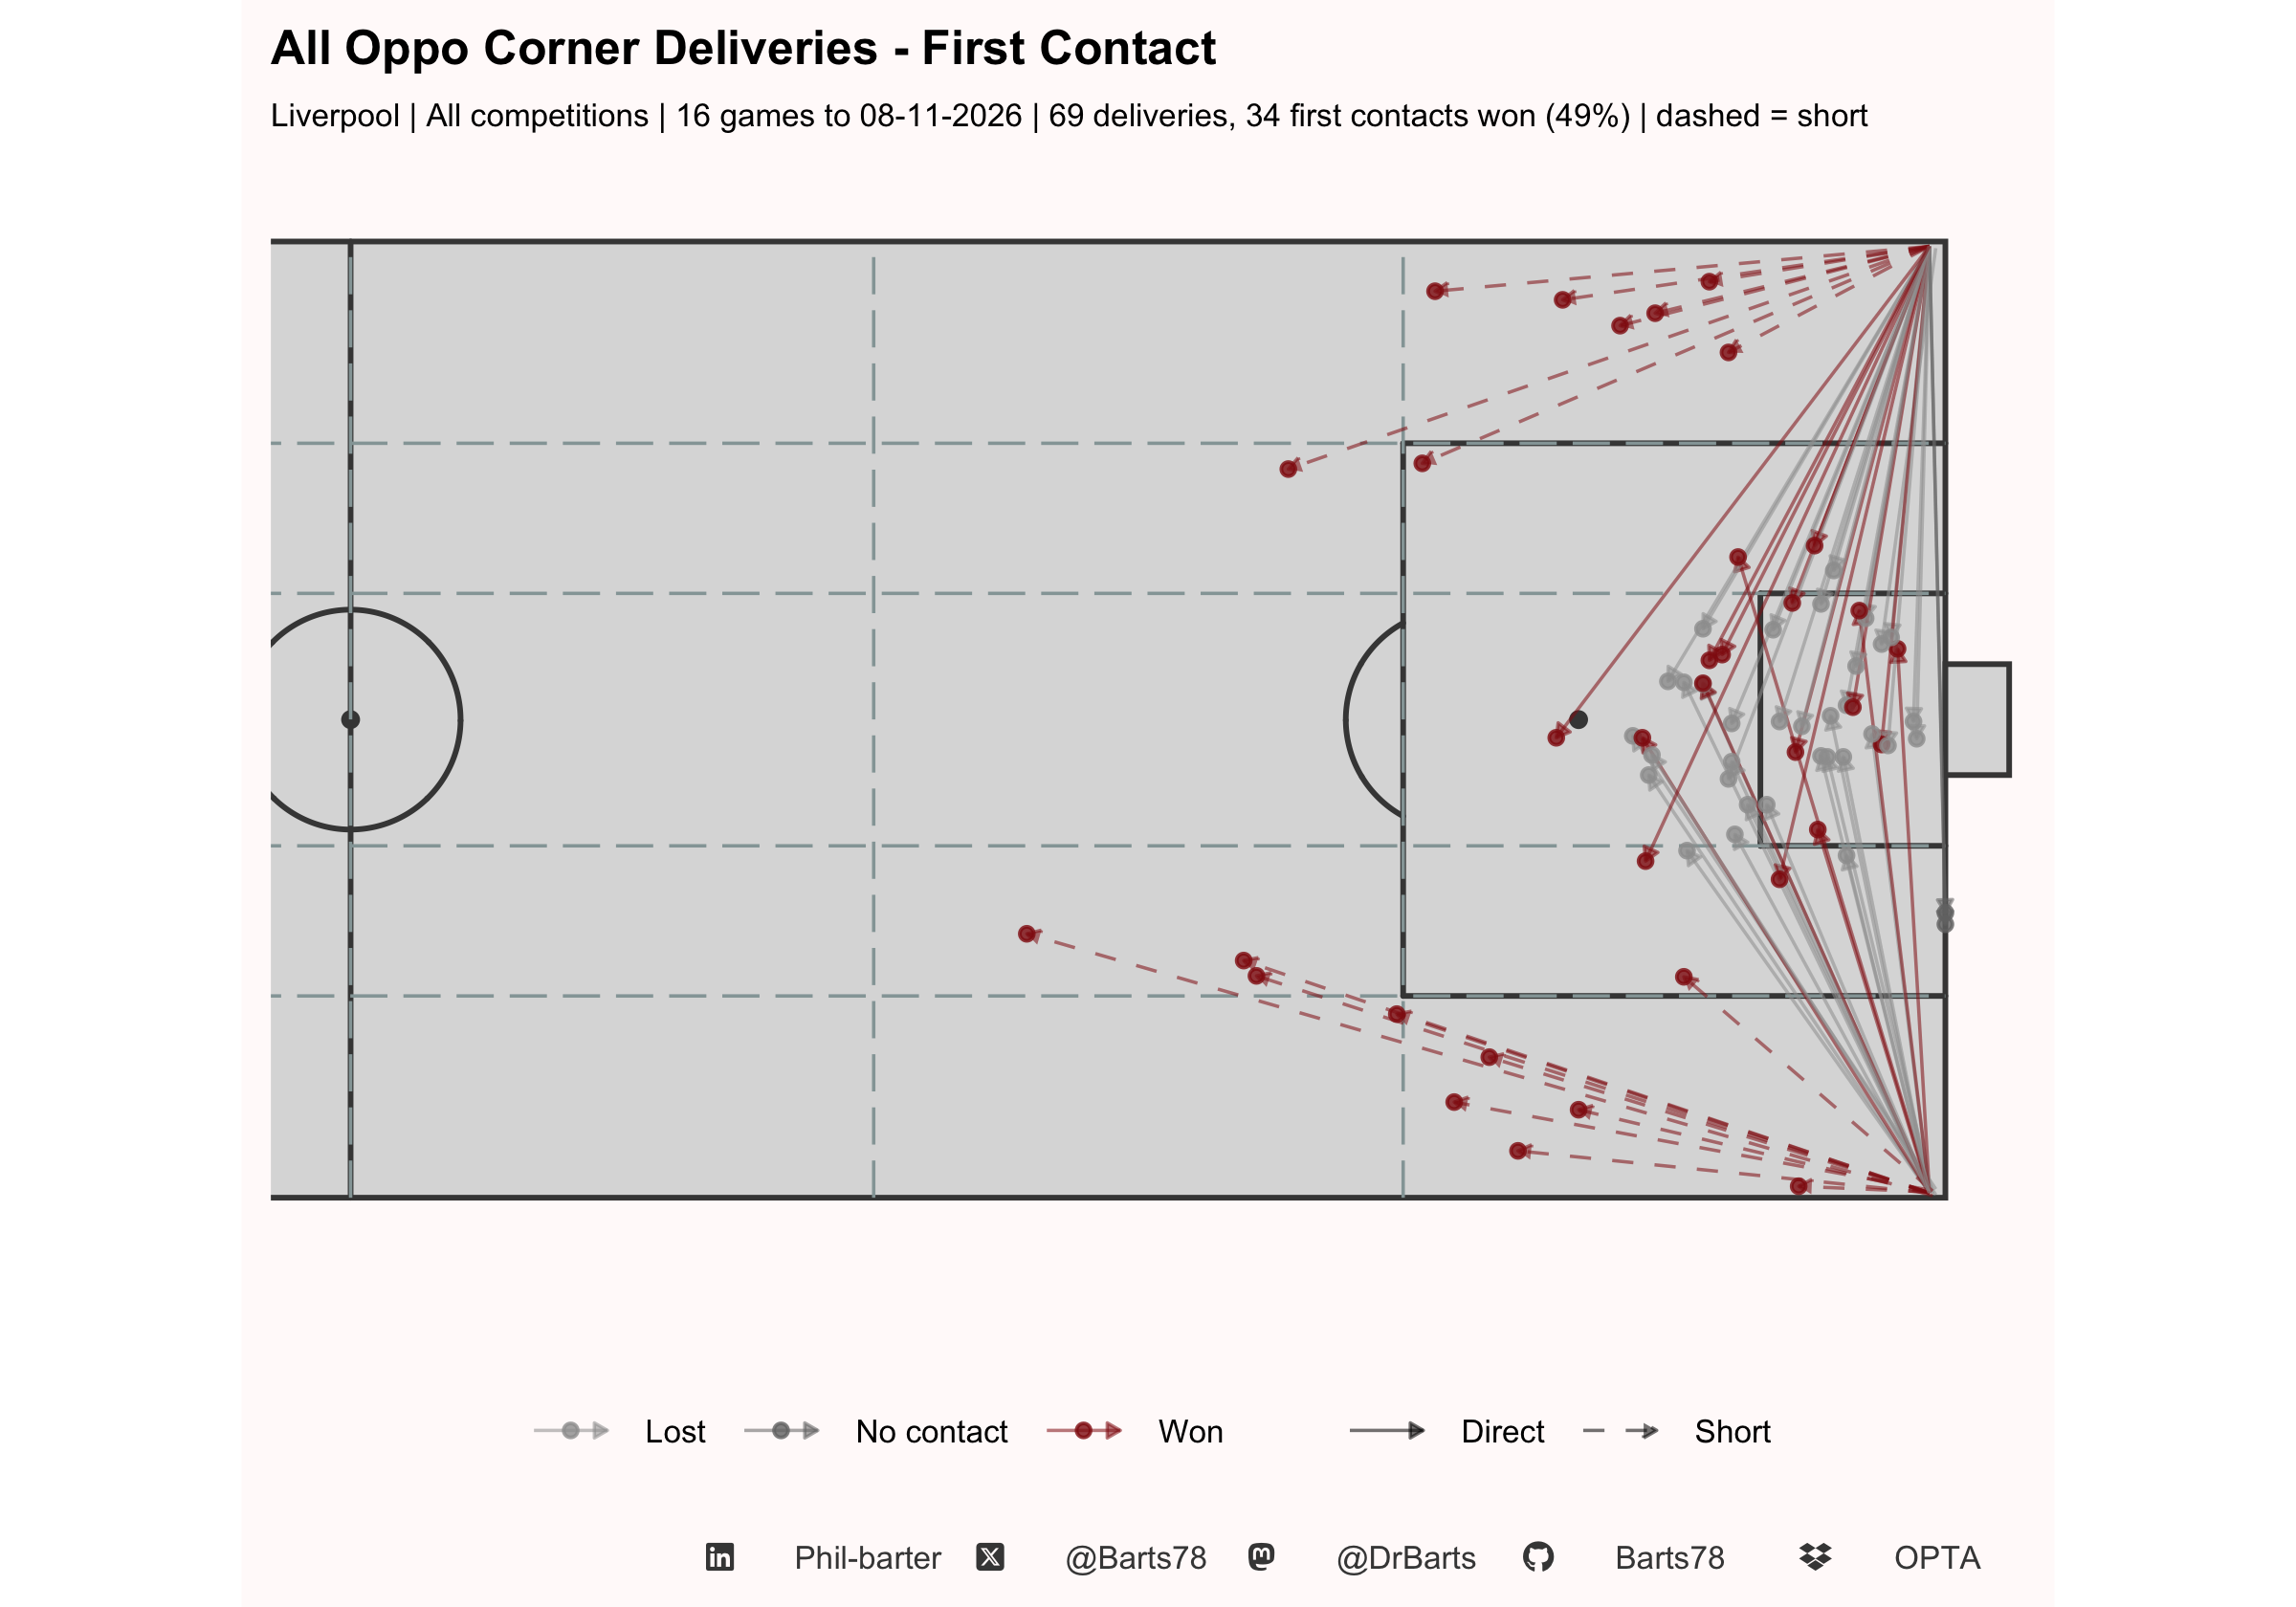 All Oppo Corner Deliveries - First Contact
Liverpool | All competitions | 16 games to 08-11-2026 | 69 deliveries, 34 first contacts won (49%) | dashed = short
Lost No contact Won Direct Short
Phil-barter @Barts78 @DrBarts Barts78 OPTA